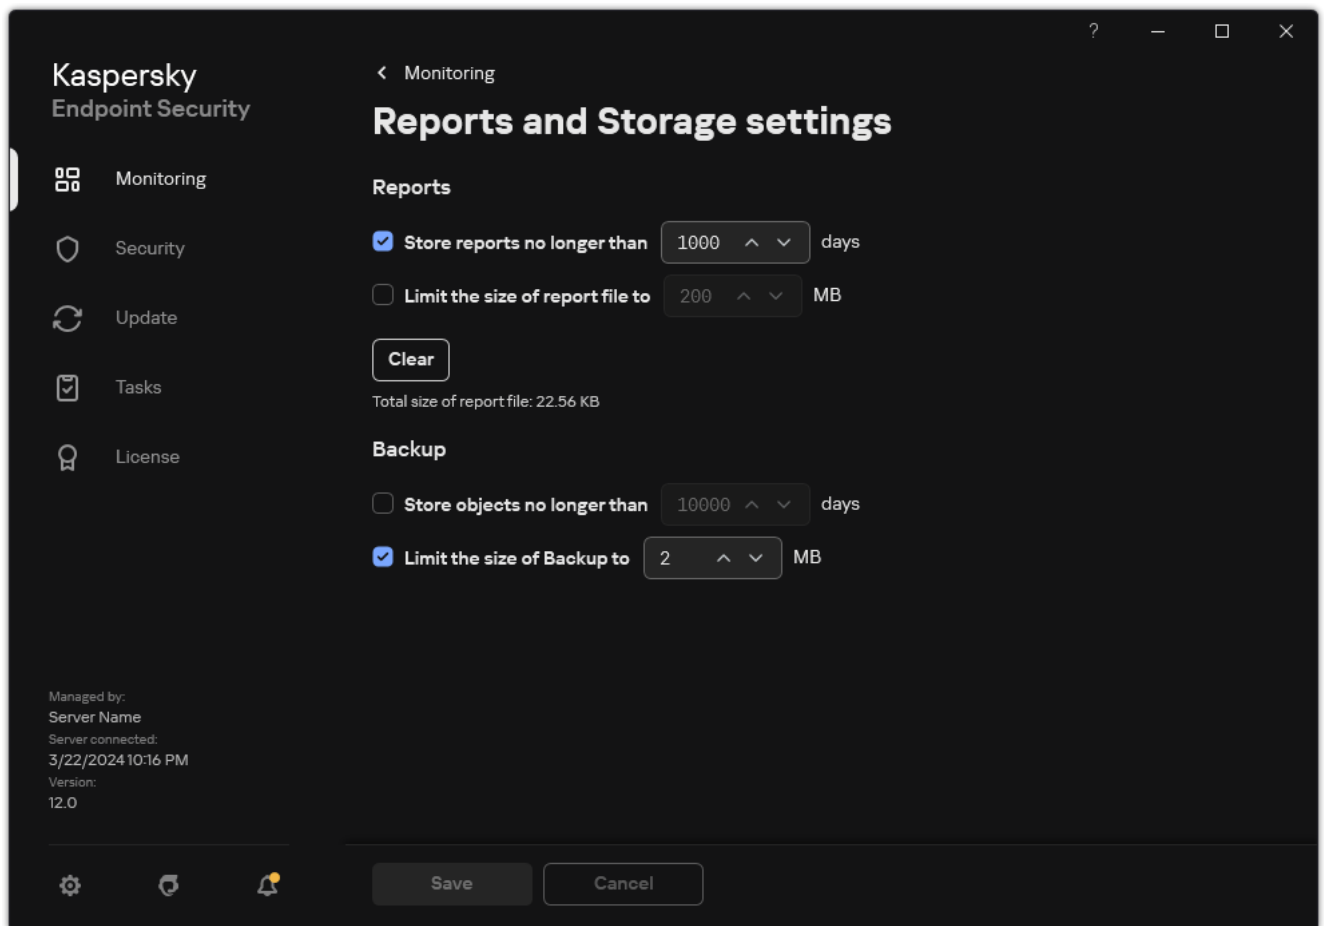 ?
Kaspersky
Endpoint Security
Monitoring
Security
Update
Tasks
License
Managed by:
Server Name
Server connected:
3/22/2024 10:16 PM
Version:
12.0
Monitoring
Reports and Storage settings
Reports
Store reports no longer than 1000 days
Limit the size of report file to 200 MB
Clear
Total size of report file: 22.56 KB
Backup
Store objects no longer than 10000 days
Limit the size of Backup to 2 MB
Save Cancel